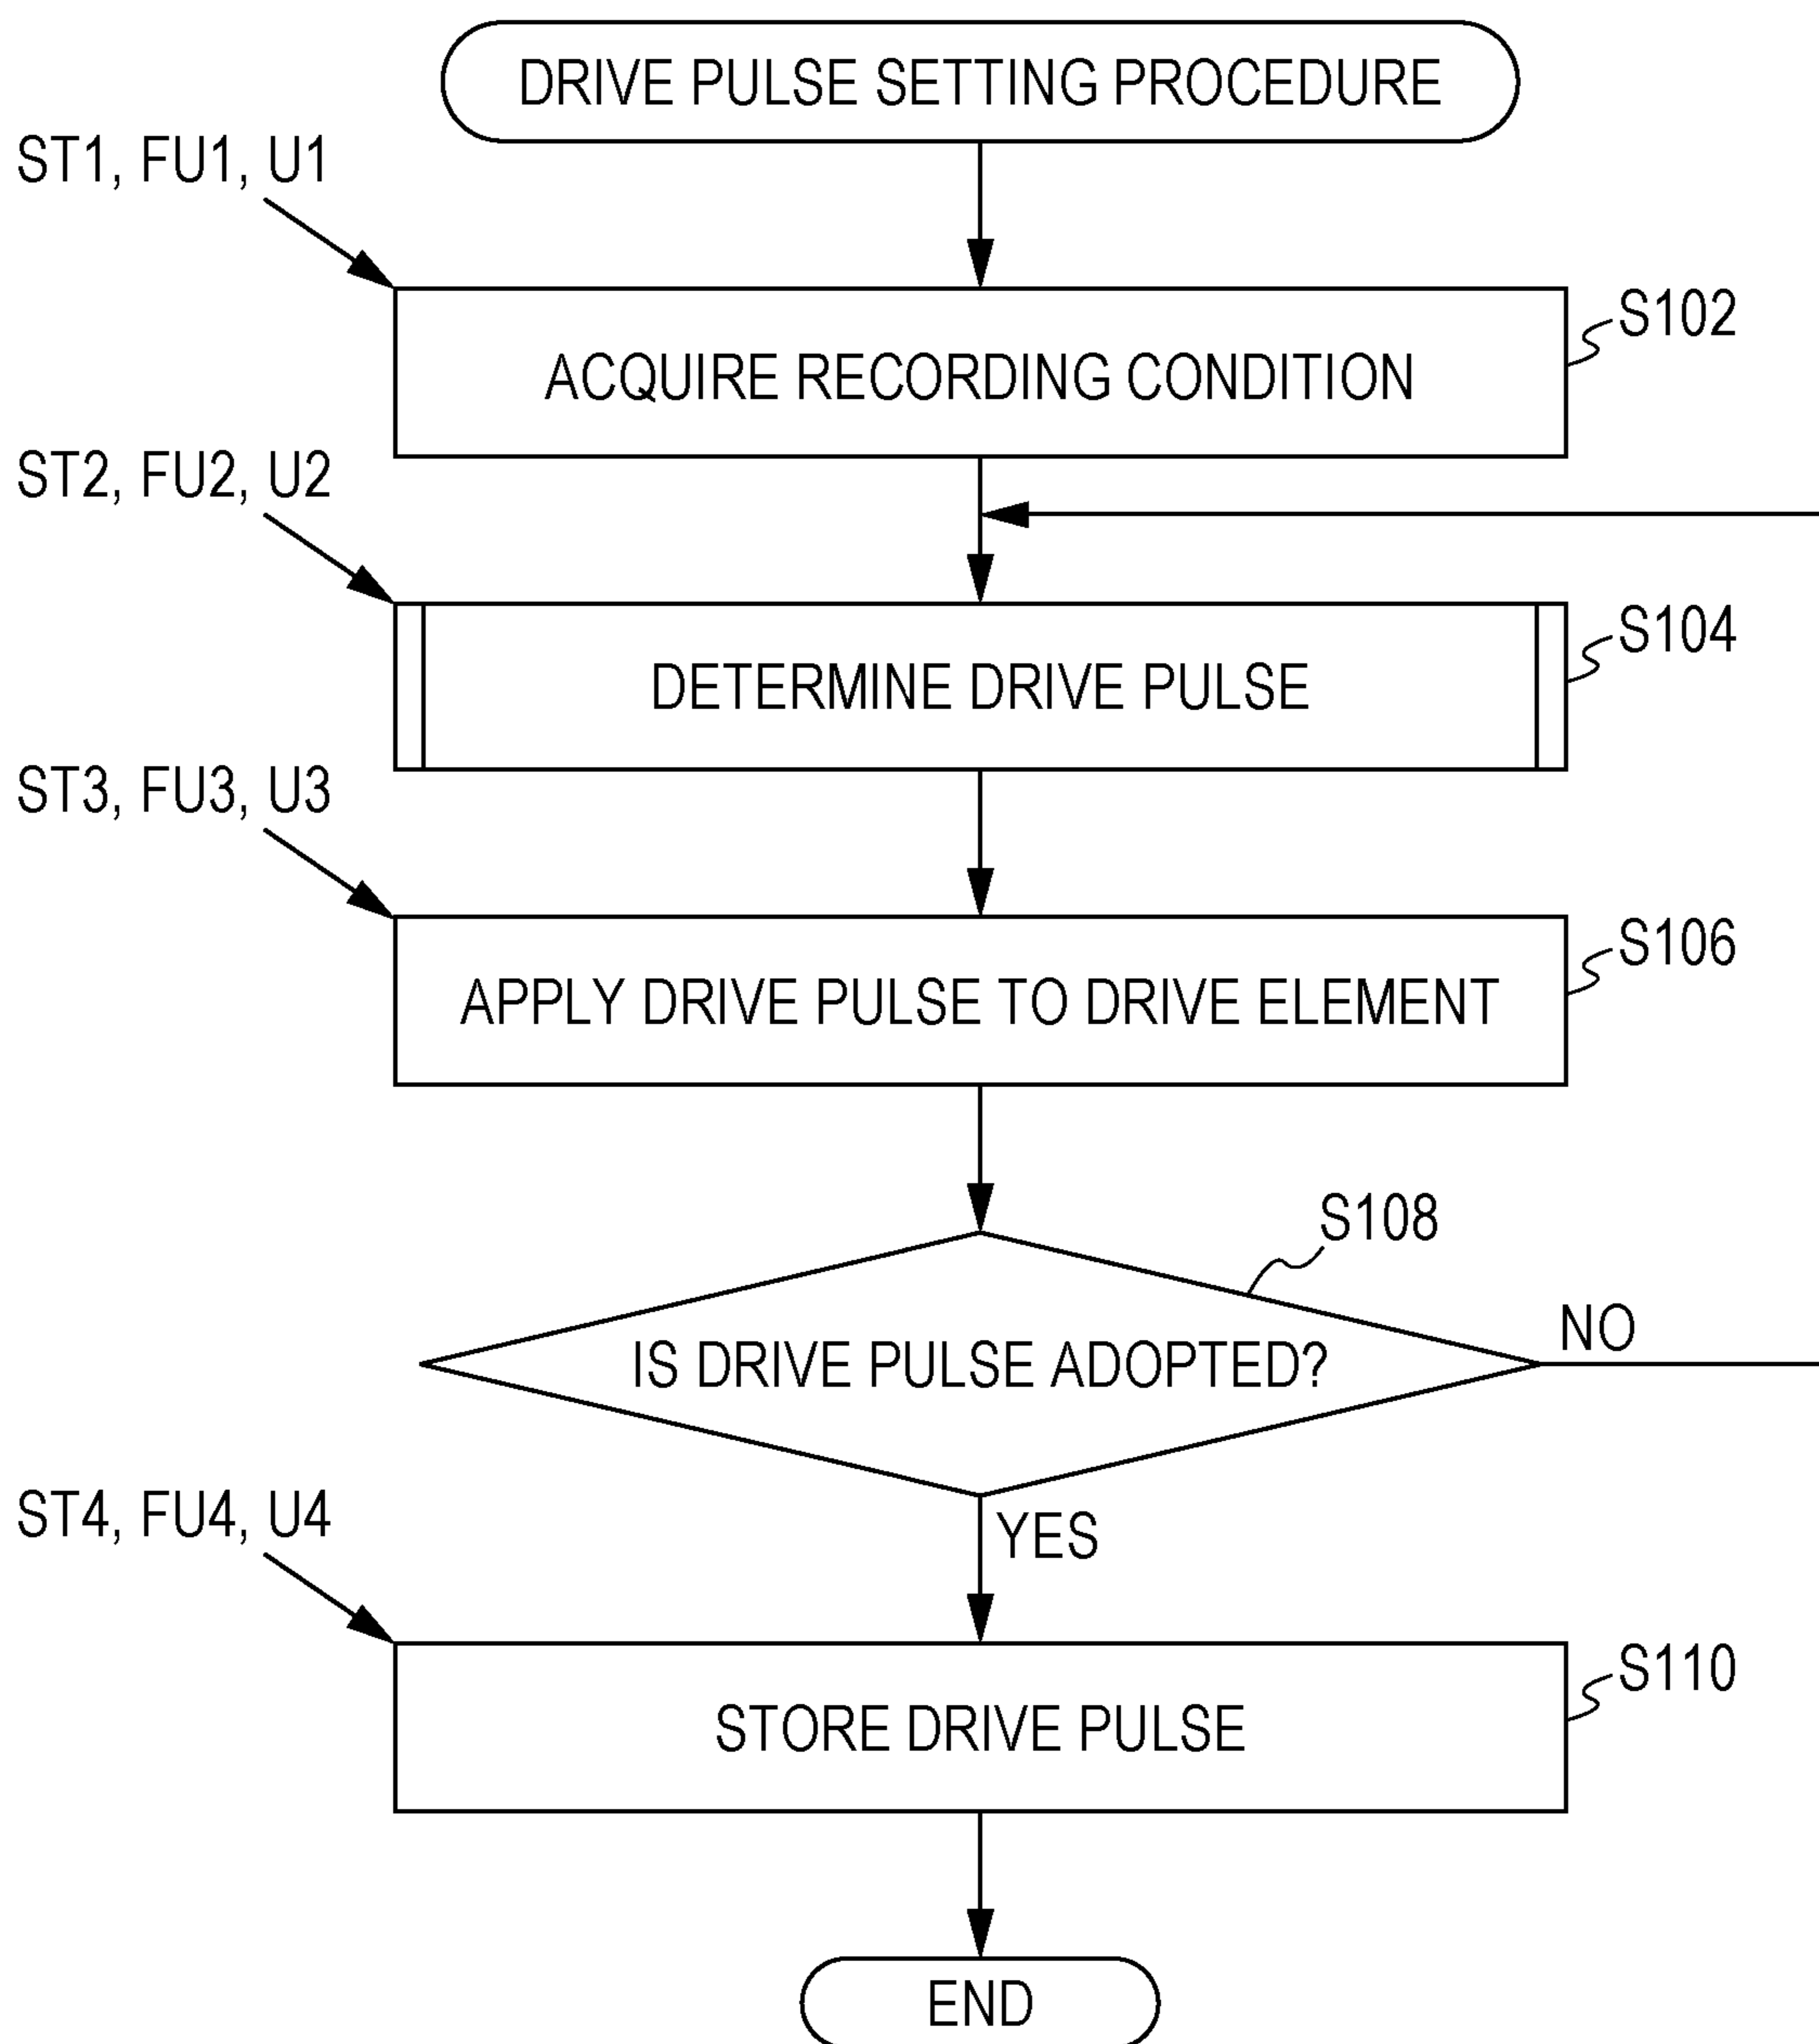 DRIVE PULSE SETTING PROCEDURE
ST1, FU1, U1
S102
ACQUIRE RECORDING CONDITION
ST2, FU2, U2
S104
DETERMINE DRIVE PULSE
ST3, FU3, U3
S106
APPLY DRIVE PULSE TO DRIVE ELEMENT
S108
IS DRIVE PULSE ADOPTED?
NO
YES
ST4, FU4, U4
S110
STORE DRIVE PULSE
END